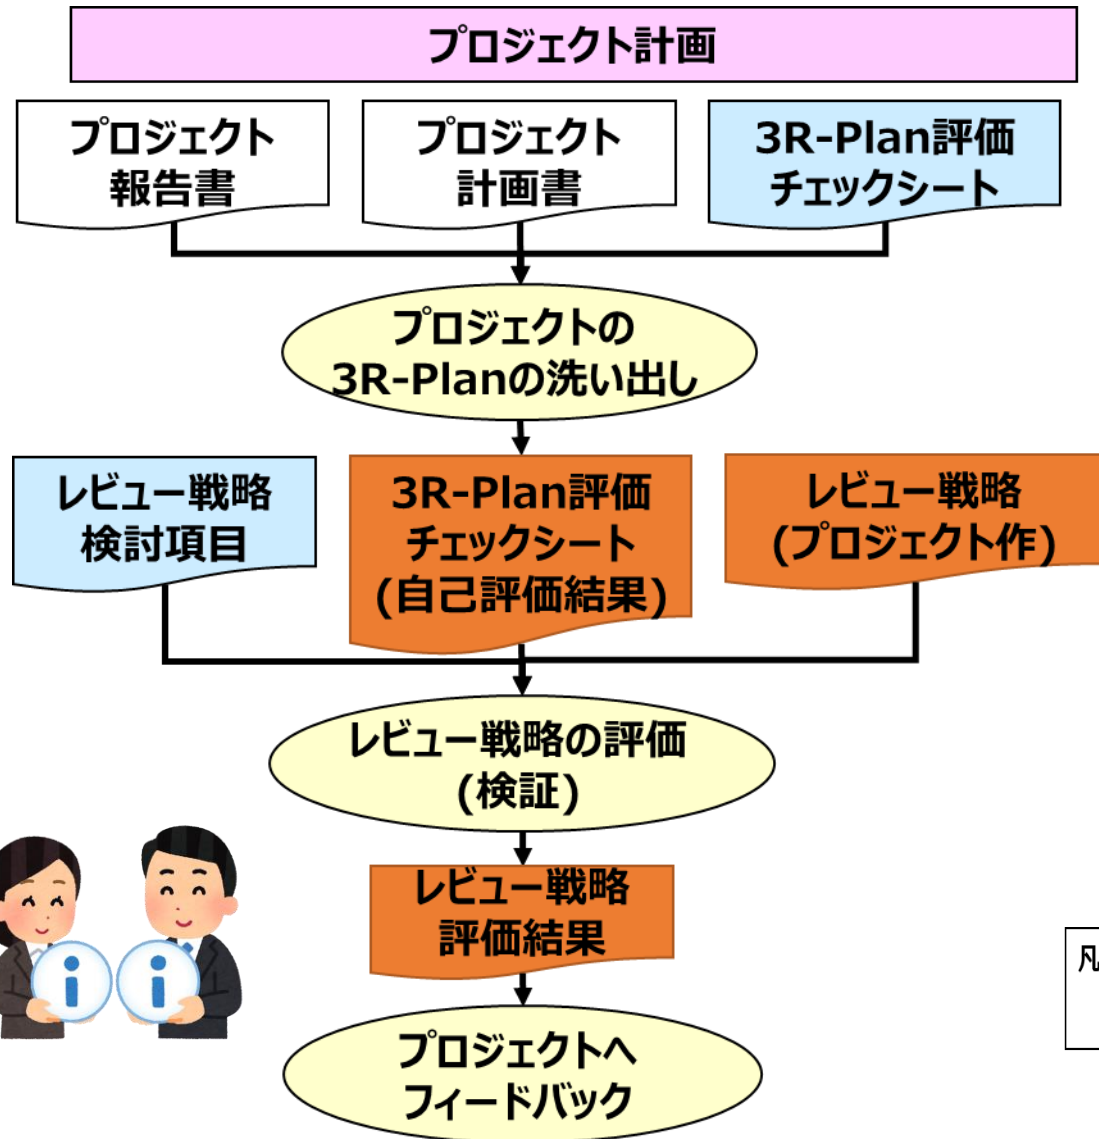 プロジェクト計画
プロジェクト
報告書
プロジェクト
計画書
3R-Plan評価
チェックシート
プロジェクトの
3R-Planの洗い出し
レビュー戦略
検討項目
3R-Plan評価
チェックシート
(自己評価結果)
レビュー戦略
(プロジェクト作)
レビュー戦略の評価
(検証)
レビュー戦略
評価結果
i
i
凡
プロジェクトへ
フィードバック